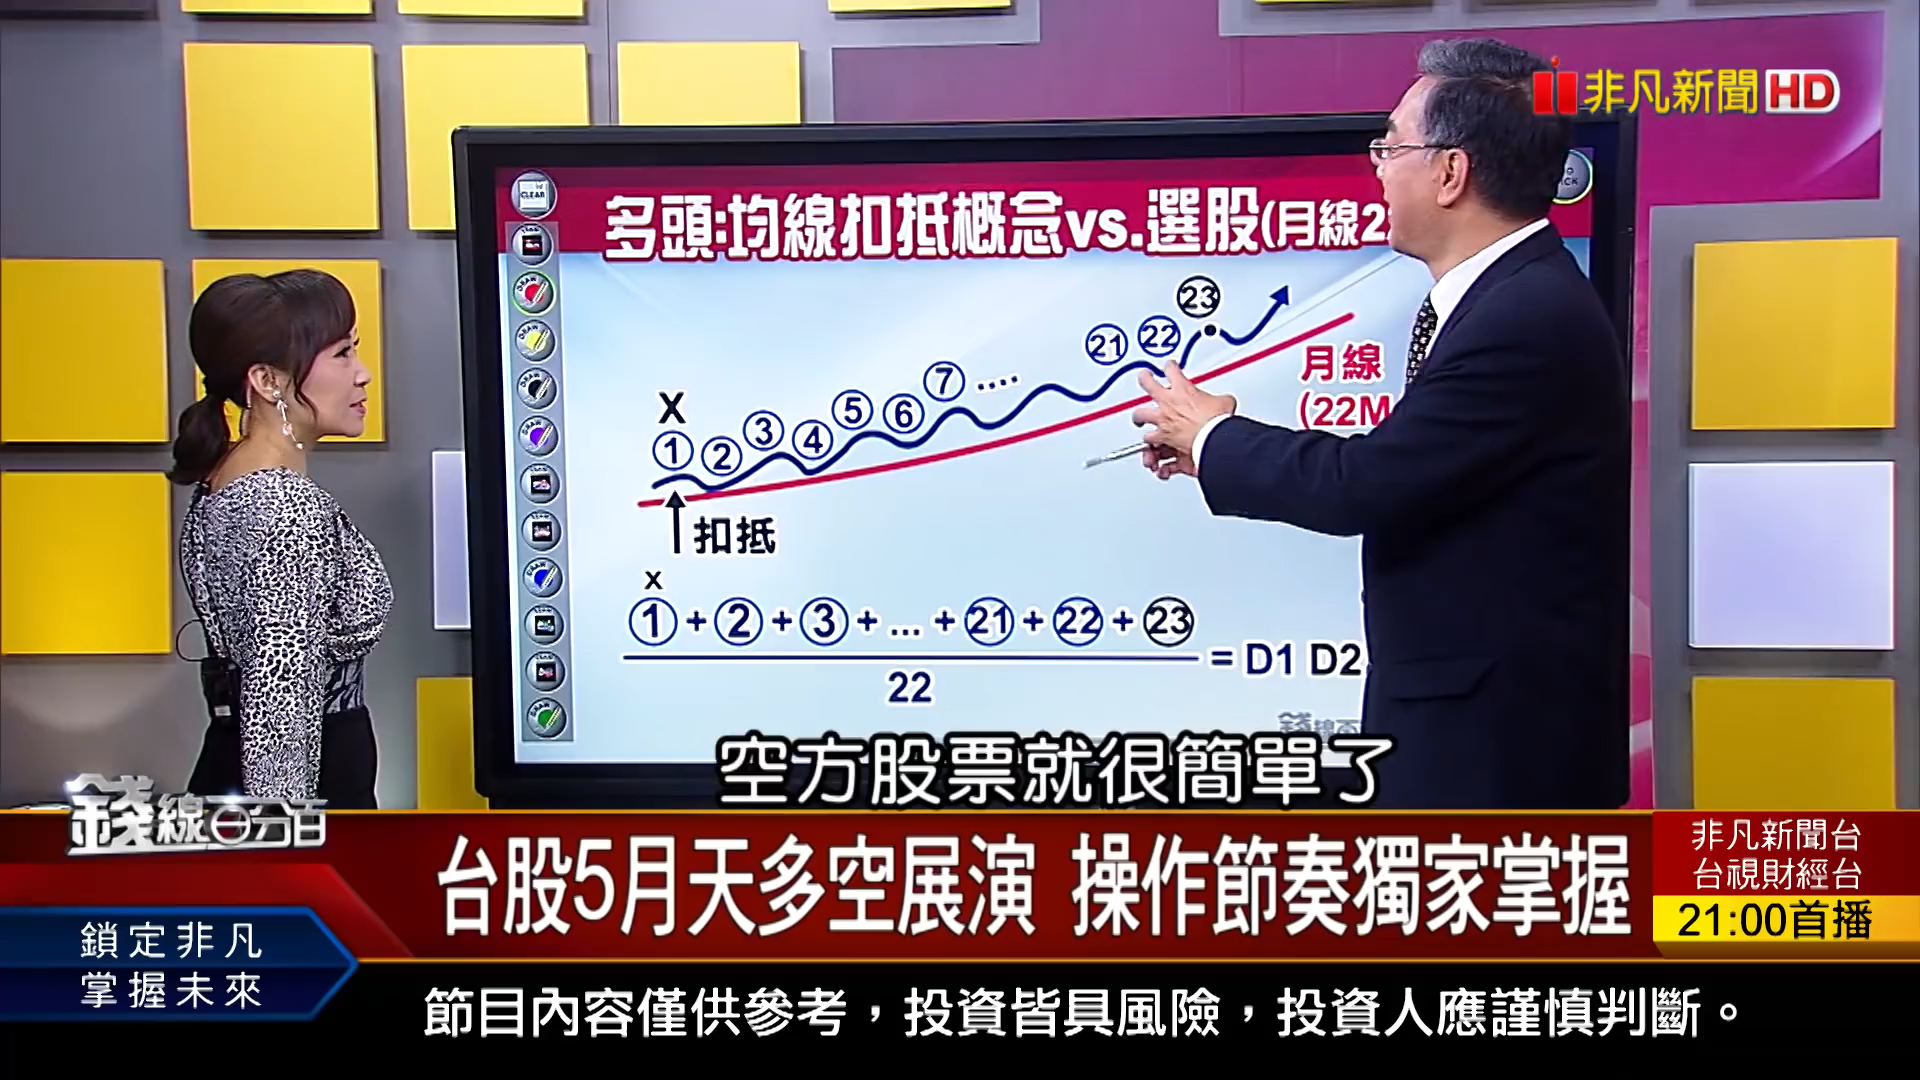 非凡新聞HD
CLEAR
多頭:均線扣抵概念vs.選股(月線2
X
1 2 3 4 5 6 7 .... 21 22 23
月線
(22M
扣抵
x
1+2+3+...+21+22+23
22
= D1 D2
空方股票就很簡單了
錢線百分百
台股5月天多空展演 操作節奏獨家掌握
非凡新聞台
台視財經台
21:00首播
鎖定非凡
掌握未來
節目內容僅供參考，投資皆具風險，投資人應謹慎判斷。